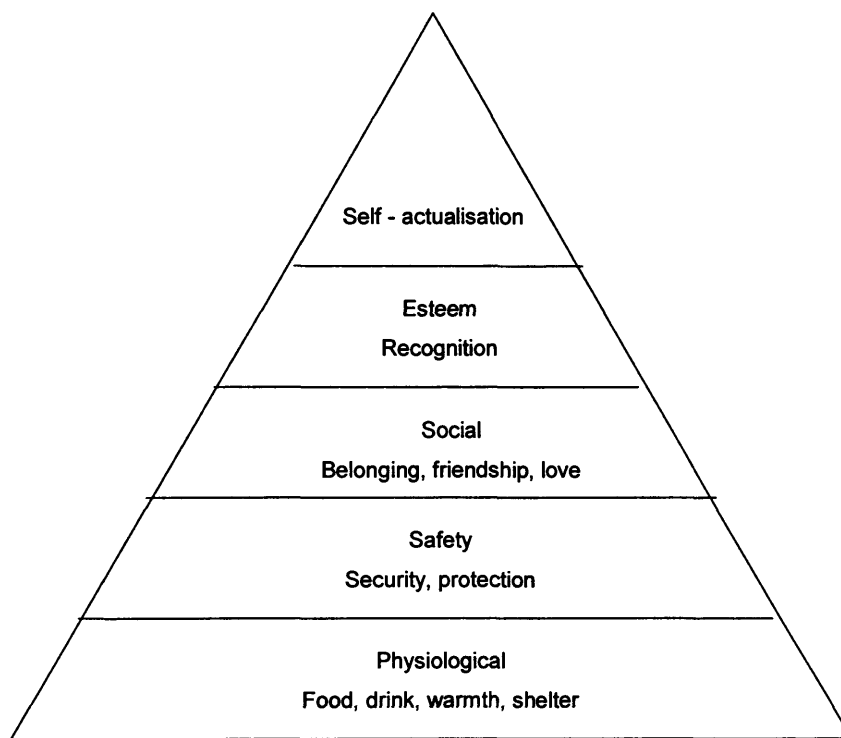 Self - actualisation
Esteem
Recognition
Social
Belonging, friendship, love
Safety
Security, protection
Physiological
Food, drink, warmth, shelter